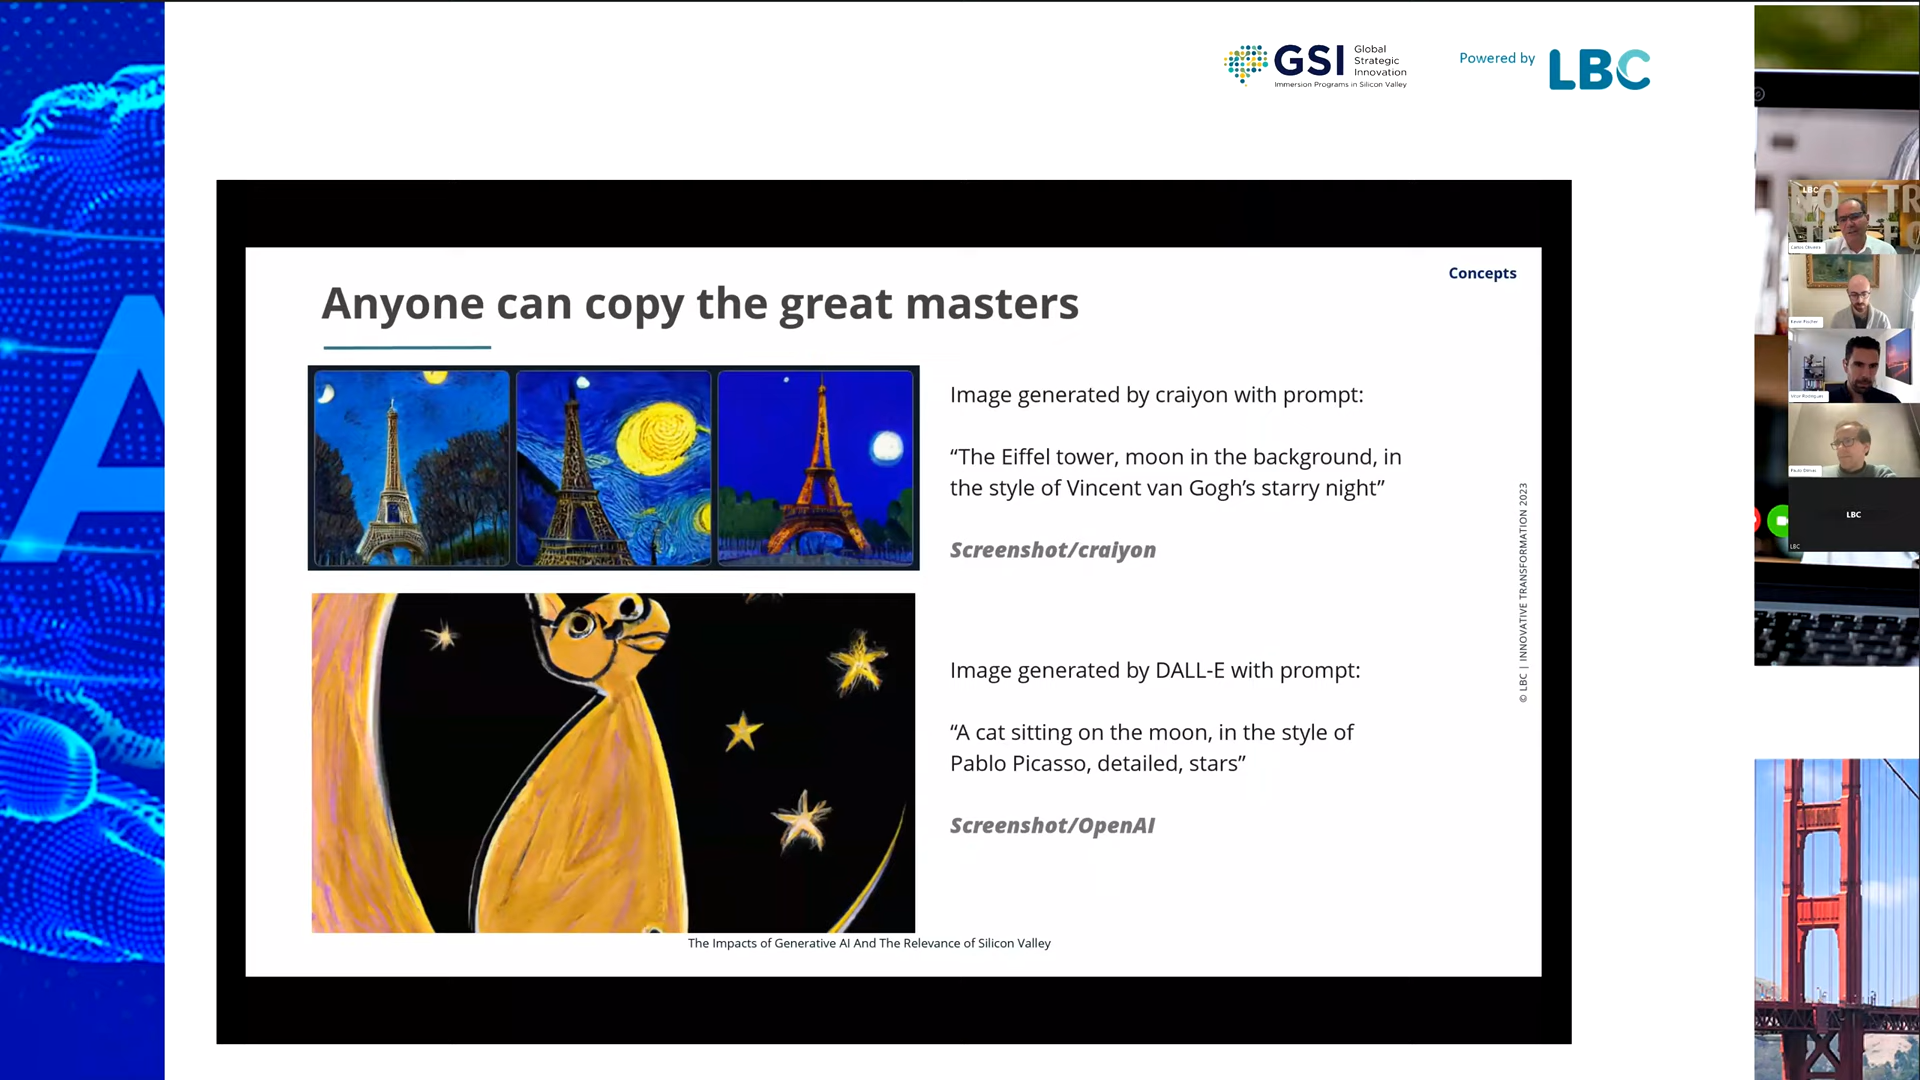 GSI Global
Strategic
Innovation
Immersion Programs in Silicon Valley
Powered by LBC
Concepts
Anyone can copy the great masters
Image generated by craiyon with prompt:
“The Eiffel tower, moon in the background, in
the style of Vincent van Gogh’s starry night”
Screenshot/craiyon
Image generated by DALL-E with prompt:
“A cat sitting on the moon, in the style of
Pablo Picasso, detailed, stars”
Screenshot/OpenAI
The Impacts of Generative AI And The Relevance of Silicon Valley
© LBC | INNOVATIVE TRANSFORMATION 2023
A
LBC
LBC
LBC